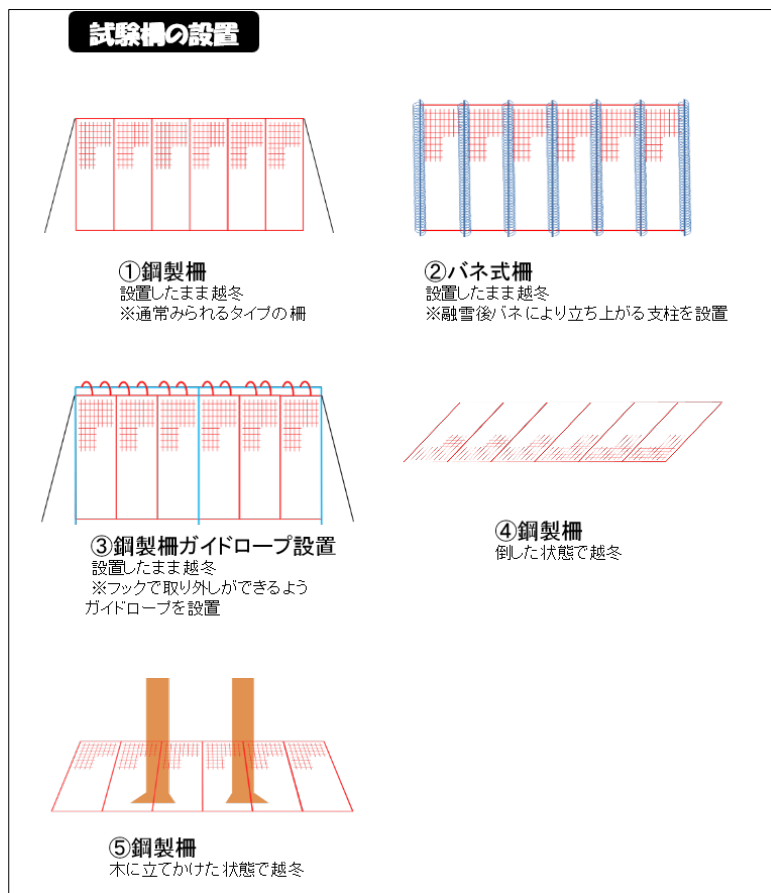 試験柵の設置
①鋼製柵
設置したまま越冬
※通常みられるタイプの柵
②バネ式柵
設置したまま越冬
※融雪後バネにより立ち上がる支柱を設置
③鋼製柵ガイドロープ設置
設置したまま越冬
※フックで取り外しができるよう
ガイドロープを設置
④鋼製柵
倒した状態で越冬
⑤鋼製柵
木に立てかけた状態で越冬